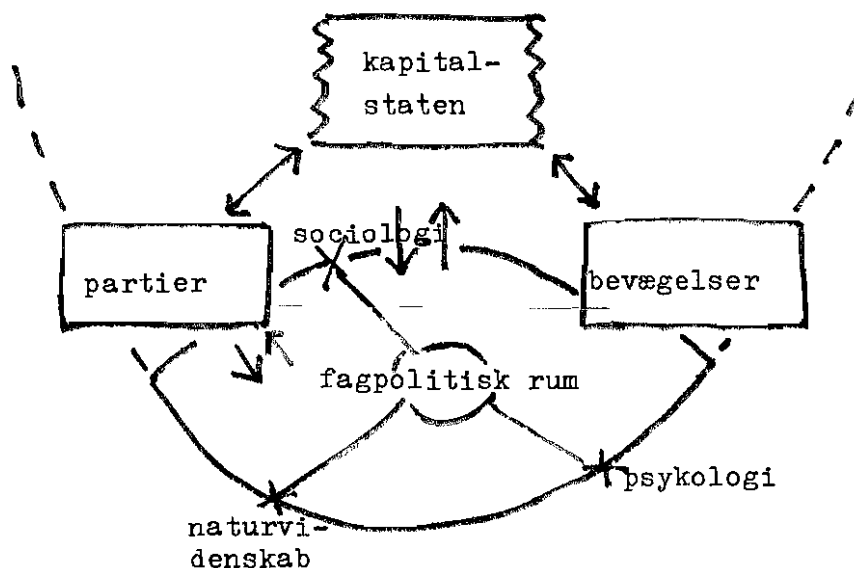 kapital-
staten
sociologi
partier
bevægelser
fagpolitisk rum
psykologi
naturvi-
denskab